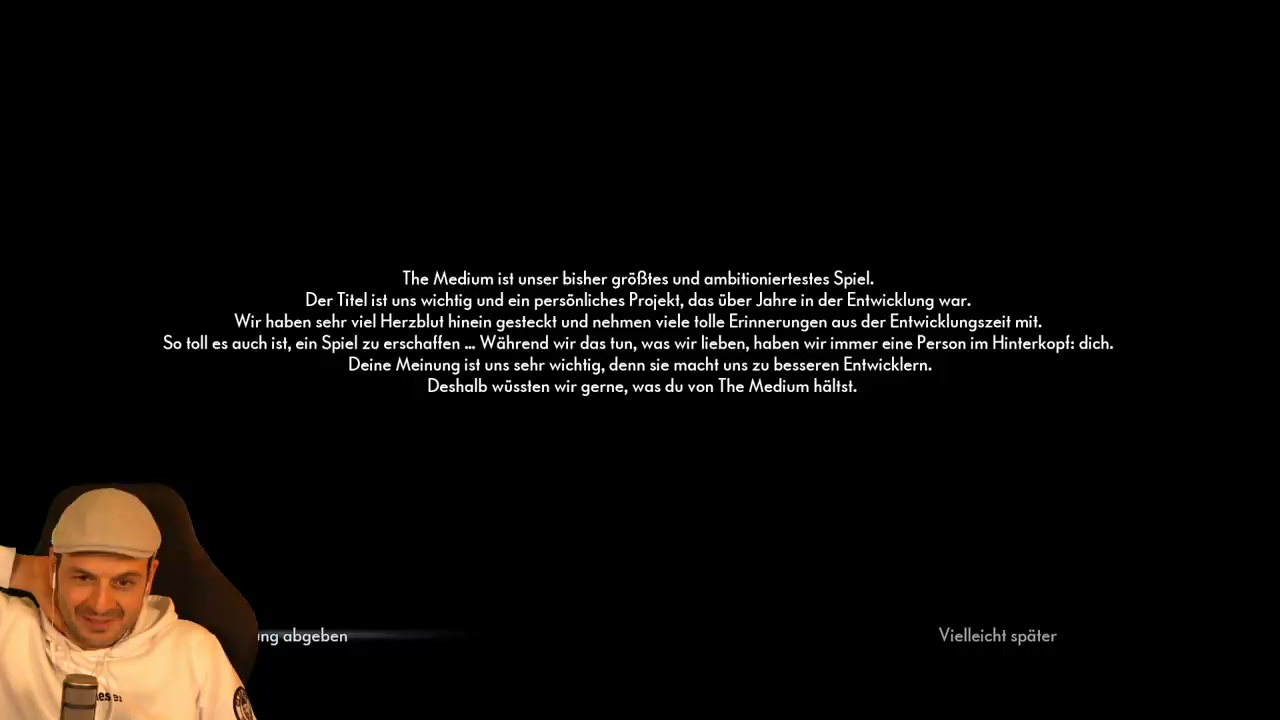 The Medium ist unser bisher größtes und ambitioniertestes Spiel.
Der Titel ist uns wichtig und ein persönliches Projekt, das über Jahre in der Entwicklung war.
Wir haben sehr viel Herzblut hinein gesteckt und nehmen viele tolle Erinnerungen aus der Entwicklungszeit mit.
So toll es auch ist, ein Spiel zu erschaffen ... Während wir das tun, was wir lieben, haben wir immer eine Person im Hinterkopf: dich.
Deine Meinung ist uns sehr wichtig, denn sie macht uns zu besseren Entwicklern.
Deshalb wüssten wir gerne, was du von The Medium hältst.
ung abgeben
Vielleicht später